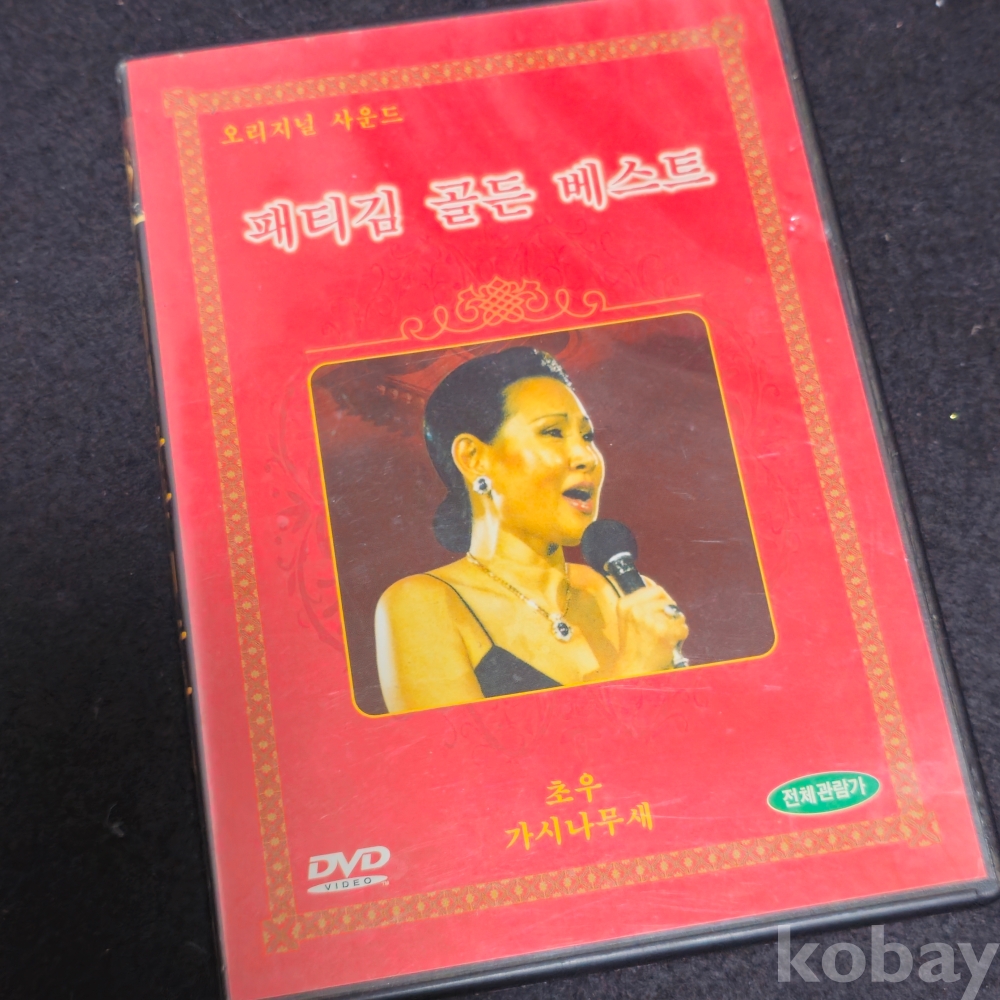 오리지널 사운드
패티김 골든 베스트
초우
가시나무새
전체관람가
DVD
VIDEO
kobay